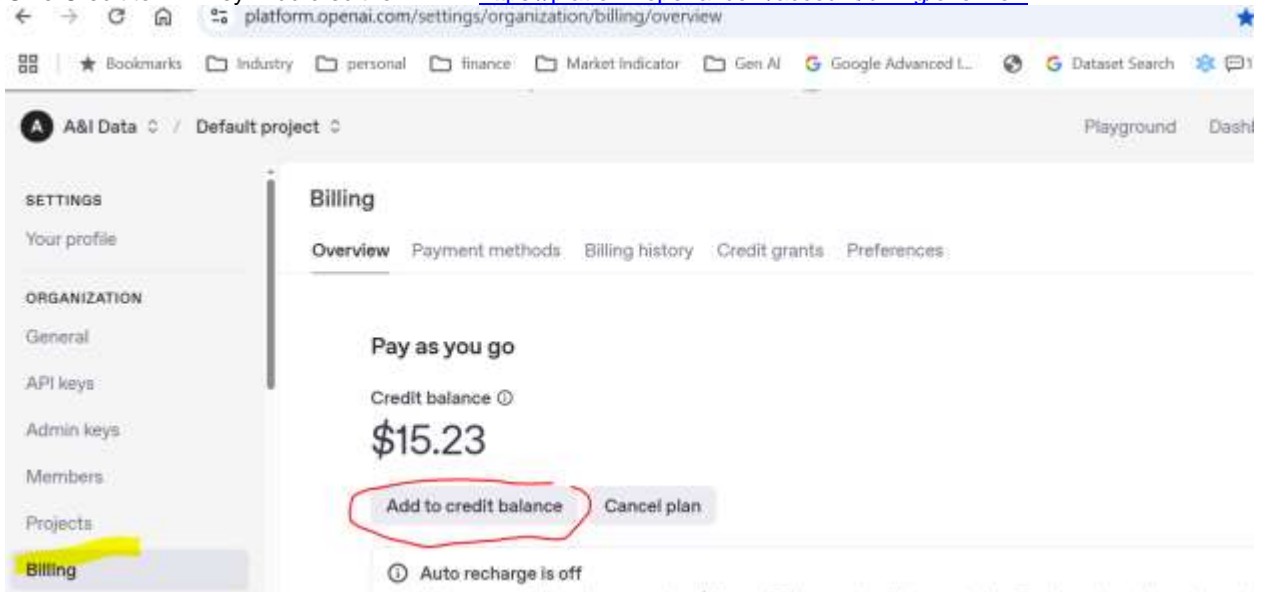 platform.openai.com/settings/organization/billing/overview
Bookmarks Industry personal finance Market Indicator Gen AI Google Advanced I... Dataset Search
A A&I Data / Default project Playground Dash
SETTINGS
Your profile
ORGANIZATION
General
API keys
Admin keys
Members
Projects
Billing
Billing
Overview Payment methods Billing history Credit grants Preferences
Pay as you go
Credit balance
$15.23
Add to credit balance Cancel plan
Auto recharge is off